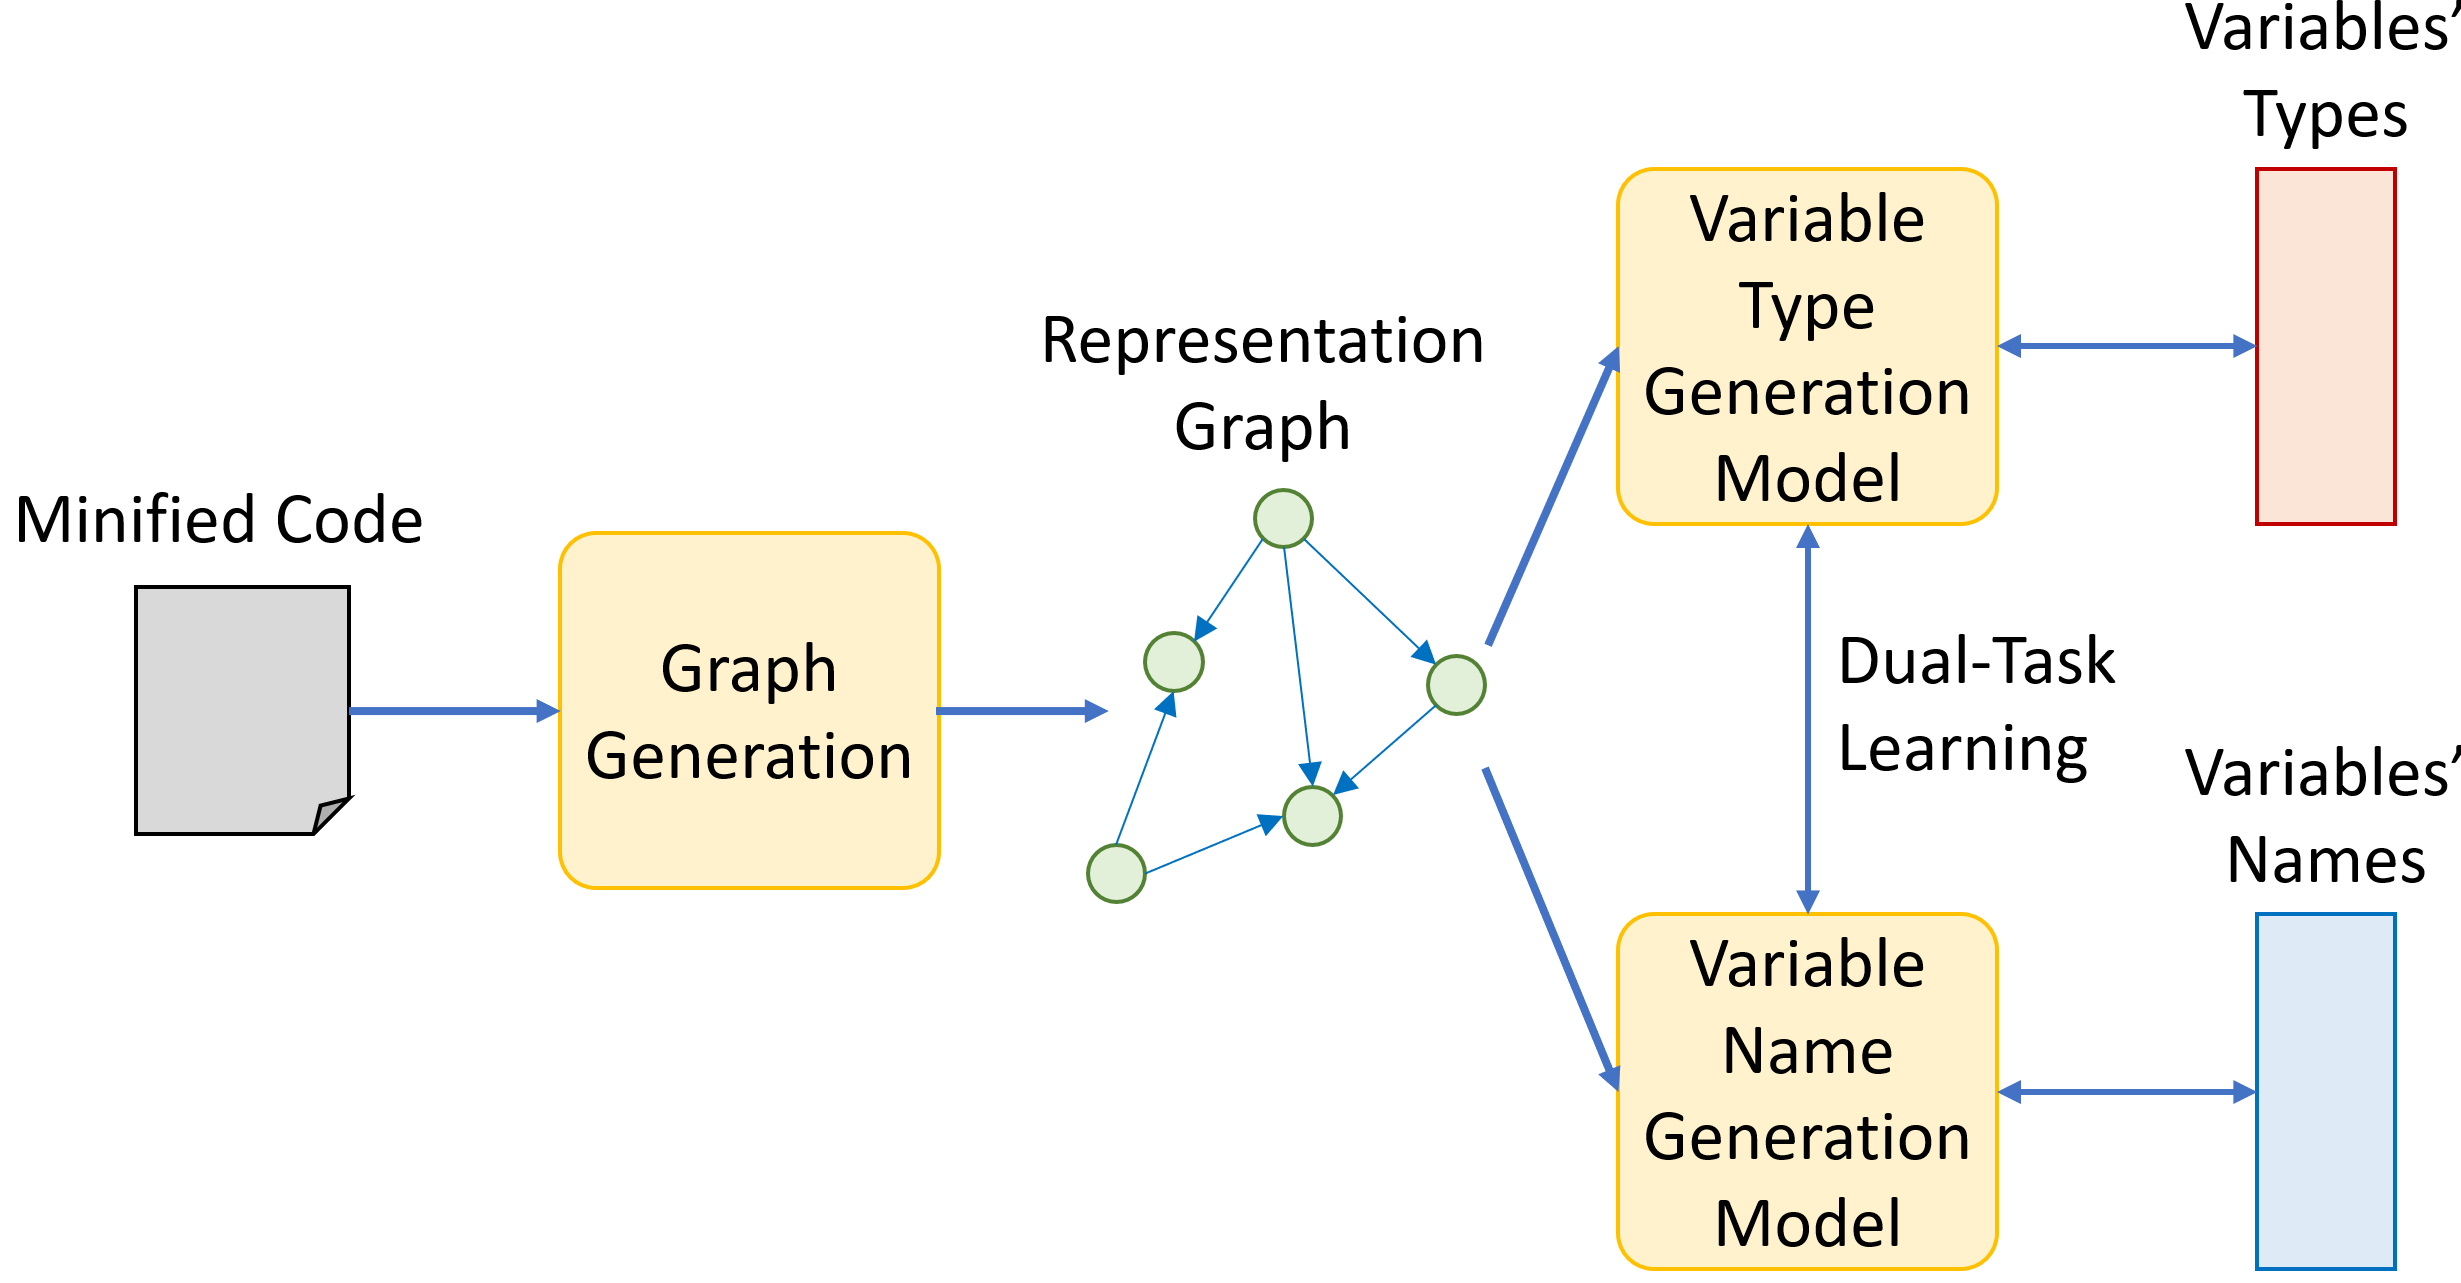 Minified Code
Graph
Generation
Representation
Graph
Variable
Type
Generation
Model
Variables’
Types
Dual-Task
Learning
Variable
Name
Generation
Model
Variables’
Names